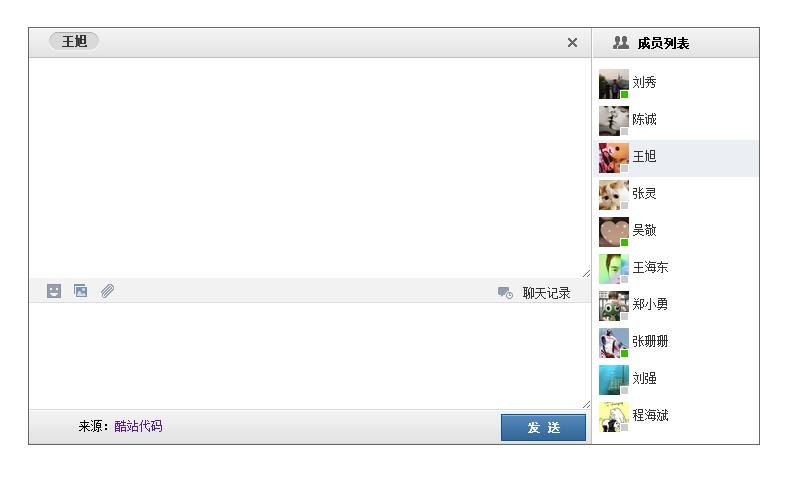 王旭
成员列表
刘秀
陈诚
王旭
张灵
吴敬
王海东
郑小勇
张珊珊
刘强
程海斌
聊天记录
来源：酷站代码
发 送